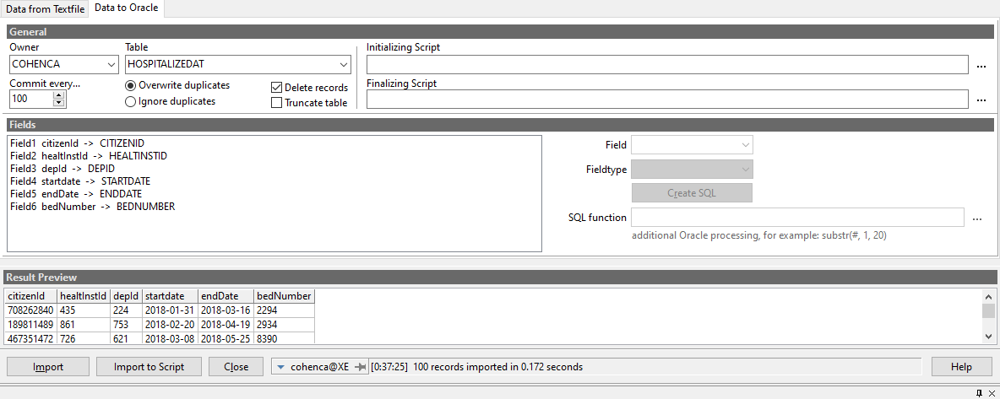 Data from Textfile Data to Oracle
General
Owner Table Initializing Script
COHENCA HOSPITALIZEDAT ...
Commit every... Overwrite duplicates Delete records Finalizing Script
100 Ignore duplicates Truncate table ...
Fields
Field1 citizenId -> CITIZENID
Field2 healtInstId -> HEALTINSTID
Field3 depId -> DEPID
Field4 startdate -> STARTDATE
Field5 endDate -> ENDDATE
Field6 bedNumber -> BEDNUMBER
Field
Fieldtype
Create SQL
SQL function ...
additional Oracle processing, for example: substr(#, 1, 20)
Result Preview
citizenId healtInstId depId startdate endDate bedNumber
708262840 435 224 2018-01-31 2018-03-16 2294
189811489 861 753 2018-02-20 2018-04-19 2934
467351472 726 621 2018-03-08 2018-05-25 8390
Import Import to Script Close cohenca@XE [0:37:25] 100 records imported in 0.172 seconds Help